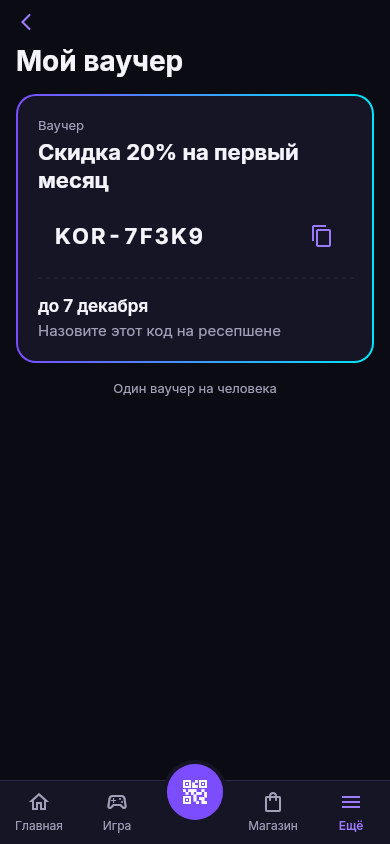 Мой ваучер
Ваучер
Скидка 20% на первый
месяц
KOR-7F3K9
до 7 декабря
Назовите этот код на ресепшене
Один ваучер на человека
Главная
Игра
Магазин
Ещё